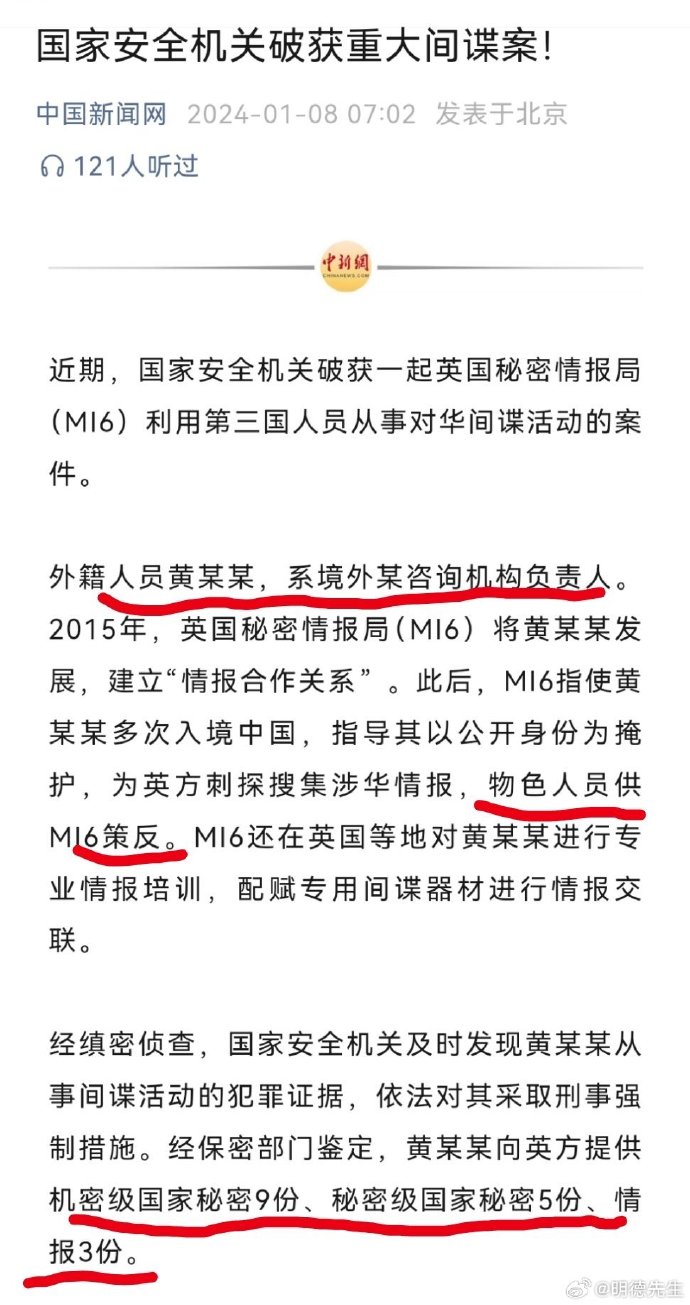 国家安全机关破获重大间谍案!
中国新闻网 2024-01-08 07:02 发表于北京
121人听过
中新網
CHINANEWS.COM
近期，国家安全机关破获一起英国秘密情报局
（MI6）利用第三国人员从事对华间谍活动的案
件。
外籍人员黄某某，系境外某咨询机构负责人。
2015年，英国秘密情报局（MI6）将黄某某发
展，建立“情报合作关系”。此后，MI6指使黄
某某多次入境中国，指导其以公开身份为掩
护，为英方刺探搜集涉华情报，物色人员供
MI6策反。MI6还在英国等地对黄某某进行专
业情报培训，配赋专用间谍器材进行情报交
联。
经缜密侦查，国家安全机关及时发现黄某某从
事间谍活动的犯罪证据，依法对其采取刑事强
制措施。经保密部门鉴定，黄某某向英方提供
机密级国家秘密9份、秘密级国家秘密5份、情
报3份。
@明德先生